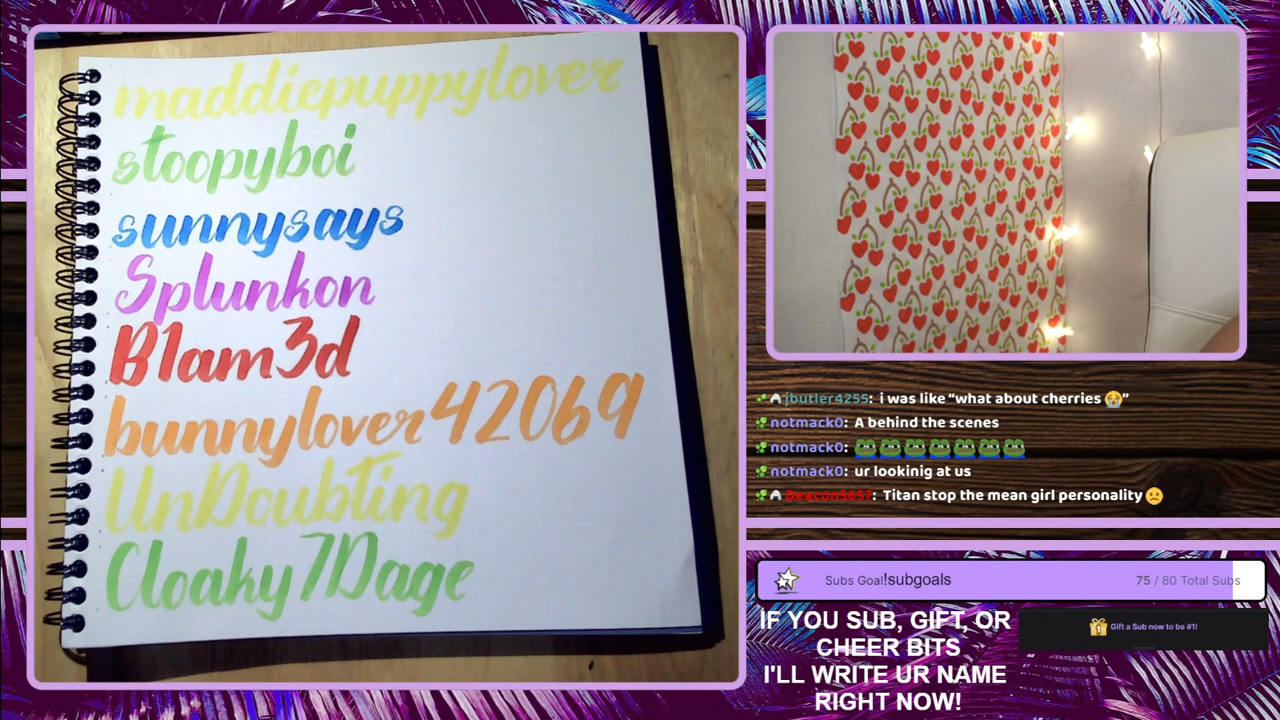 maddiepuppylover
stoopyboi
sunnysays
Splunkon
B1am3d
bunnylover42069
UnDoubting
Cloaky7Dage
jbutler4255: i was like "what about cherries 😭"
notmack0: A behind the scenes
notmack0:
notmack0: ur lookinig at us
Deacon5657: Titan stop the mean girl personality ☹️
Subs Goal!subgoals
75 / 80 Total Subs
IF YOU SUB, GIFT, OR
CHEER BITS
I'LL WRITE UR NAME
RIGHT NOW!
Gift a Sub now to be #1!